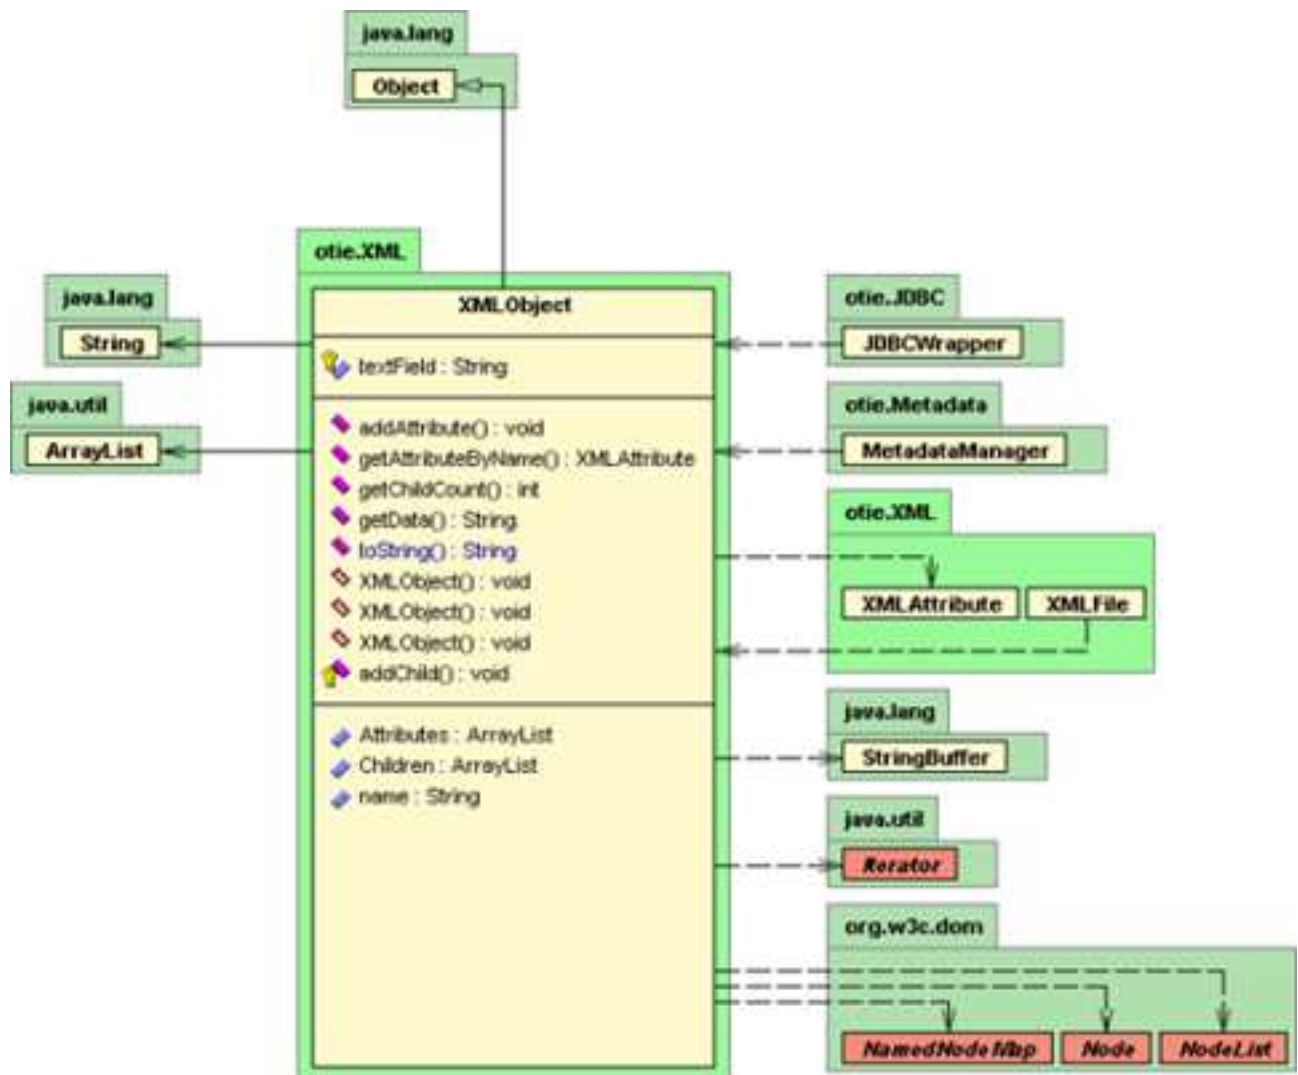 java.lang
Object
otie.XML
XMLObject
textField : String
addAttribute() : void
getAttributeByName() : XMLAttribute
getChildCount() : int
getData() : String
toString() : String
XMLObject() : void
XMLObject() : void
XMLObject() : void
addChild() : void
Attributes : ArrayList
Children : ArrayList
name : String
java.lang
String
java.util
ArrayList
otie.JDBC
JDBCWrapper
otie.Metadata
MetadataManager
otie.XML
XMLAttribute
XMLFile
java.lang
StringBuffer
java.util
Iterator
org.w3c.dom
NamedNodeMap
Node
NodeList